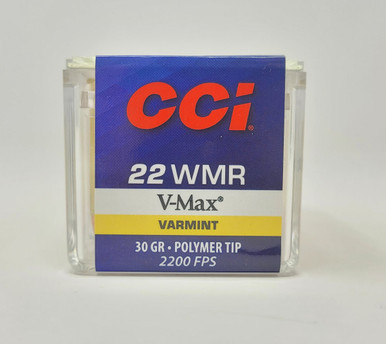 CCi®
22 WMR
V-Max®
VARMINT
30 GR • POLYMER TIP
2200 FPS